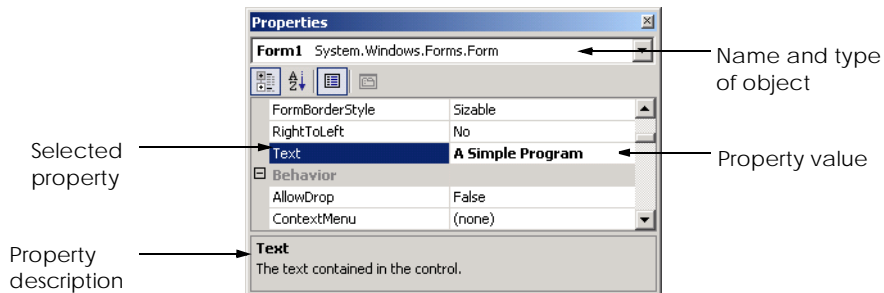 Properties
Form1 System.Windows.Forms.Form
Name and type
of object
FormBorderStyle Sizable
RightToLeft No
Text A Simple Program
Selected
property
Property value
Behavior
AllowDrop False
ContextMenu (none)
Text
The text contained in the control.
Property
description